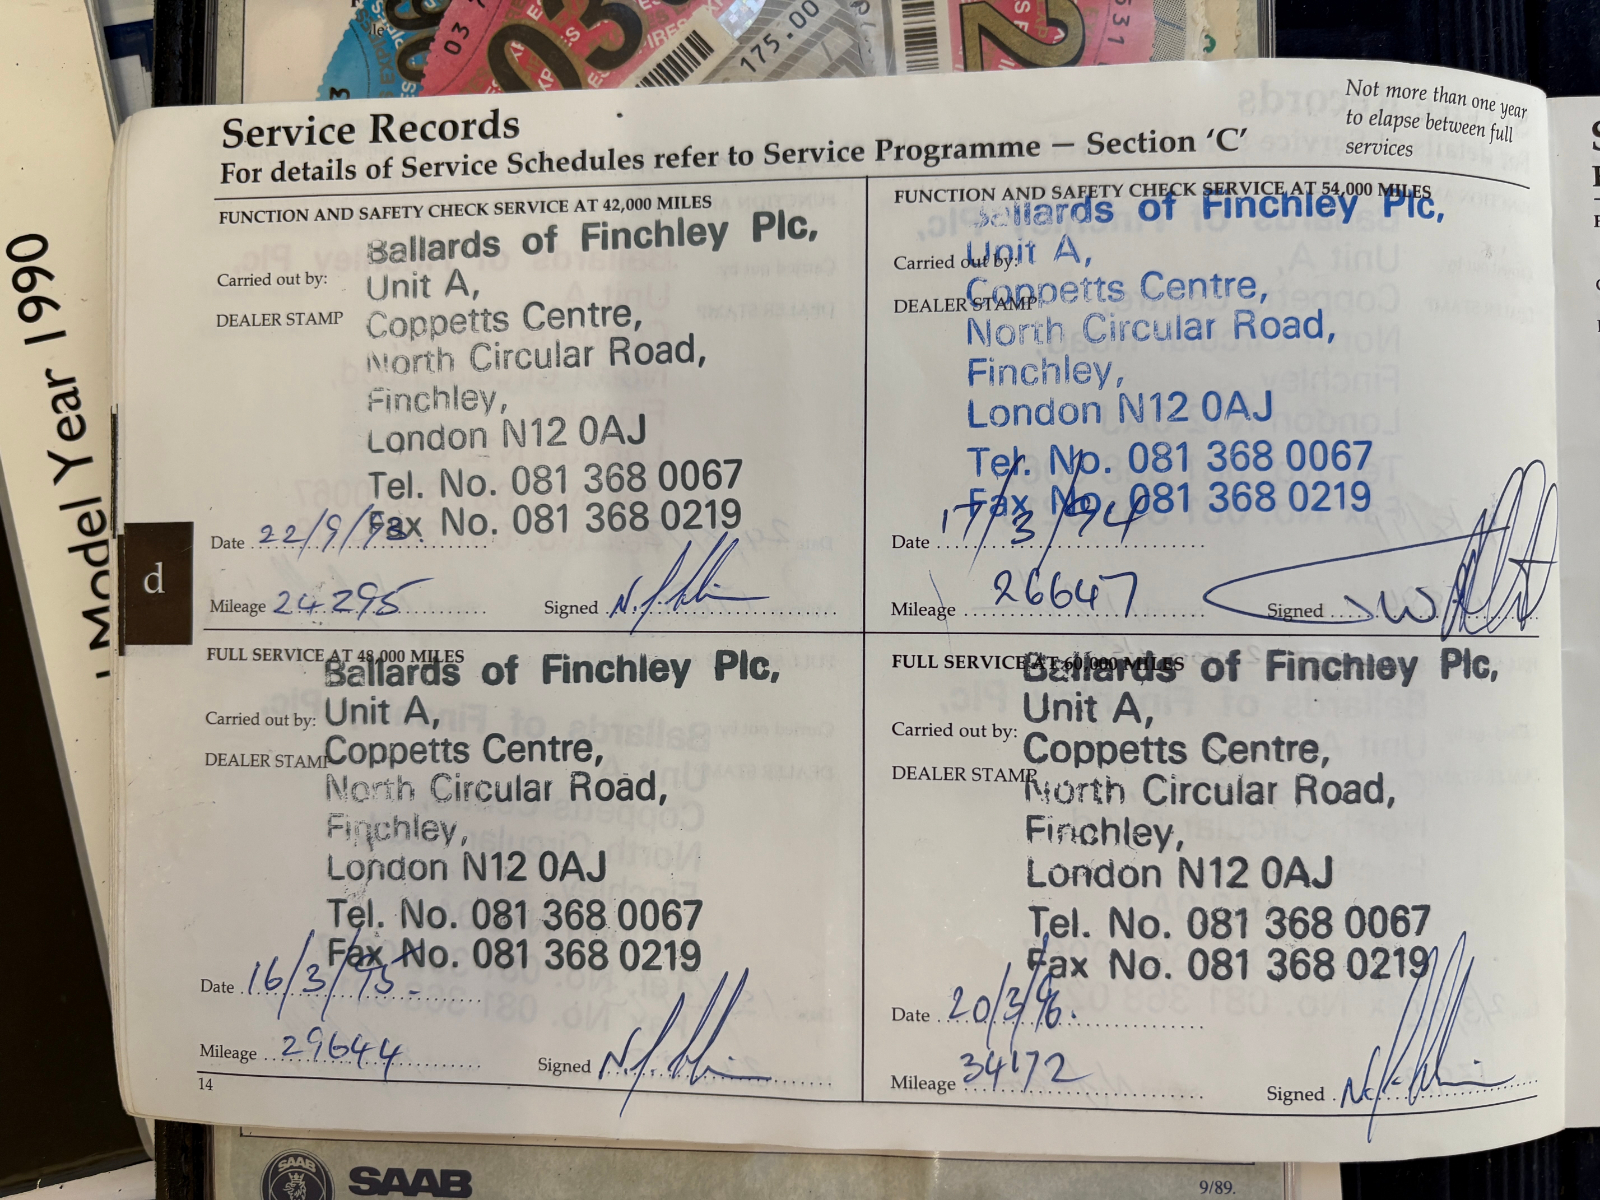 175.00
Model Year 1990
Service Records
For details of Service Schedules refer to Service Programme — Section ‘C’
Not more than one year
to elapse between full
services
FUNCTION AND SAFETY CHECK SERVICE AT 42,000 MILES
Ballards of Finchley Plc,
Unit A,
Carried out by:
DEALER STAMP
Coppetts Centre,
North Circular Road,
Finchley,
London N12 0AJ
Tel. No. 081 368 0067
Fax No. 081 368 0219
Date 22/9/93
Mileage 24295
Signed
FUNCTION AND SAFETY CHECK SERVICE AT 54,000 MILES
Ballards of Finchley Plc,
Unit A,
Carried out by:
DEALER STAMP
Coppetts Centre,
North Circular Road,
Finchley,
London N12 0AJ
Tel. No. 081 368 0067
Fax No. 081 368 0219
Date 17/3/94
Mileage 26647
Signed
d
FULL SERVICE AT 48,000 MILES
Ballards of Finchley Plc,
Unit A,
Carried out by:
DEALER STAMP
Coppetts Centre,
North Circular Road,
Finchley,
London N12 0AJ
Tel. No. 081 368 0067
Fax No. 081 368 0219
Date 16/3/95.
Mileage 29644
Signed
14
FULL SERVICE AT 60,000 MILES
Ballards of Finchley Plc,
Unit A,
Carried out by:
DEALER STAMP
Coppetts Centre,
North Circular Road,
Finchley,
London N12 0AJ
Tel. No. 081 368 0067
Fax No. 081 368 0219
Date 20/3/96.
Mileage 34172
Signed
SAAB
SAAB
9/89.